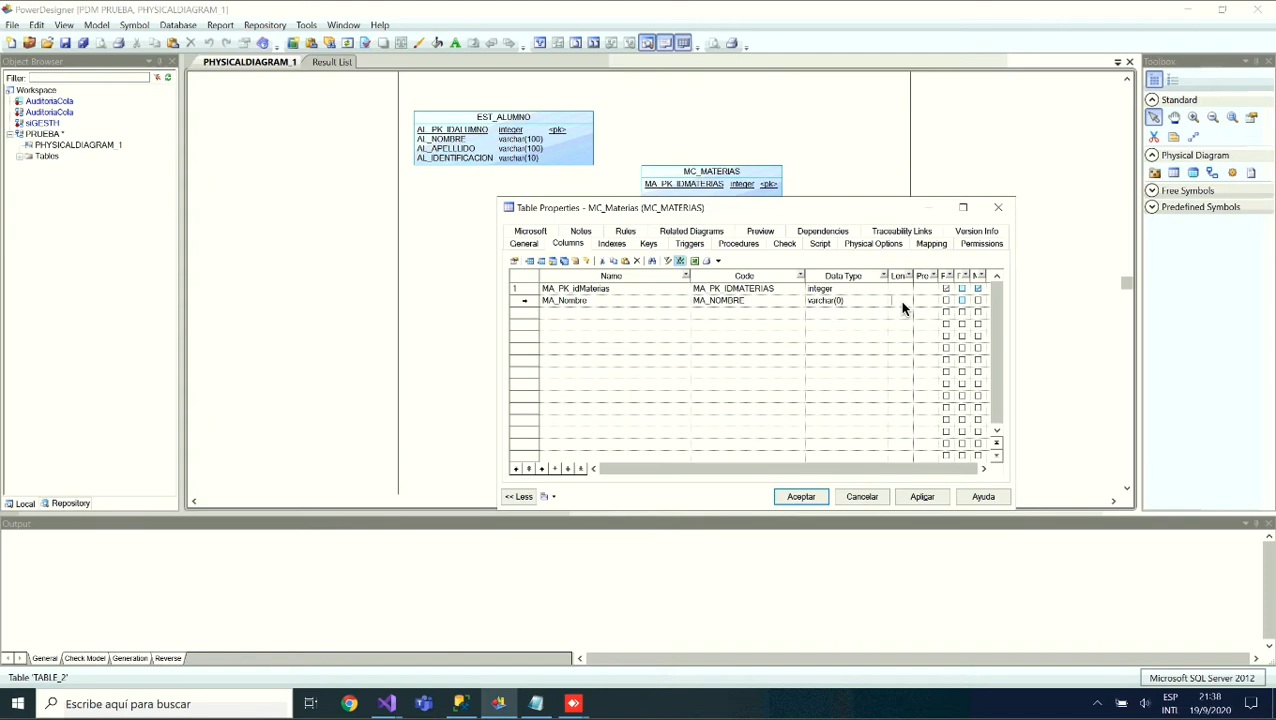 PowerDesigner - [PDM PRUEBA, PHYSICALDIAGRAM_1]
File Edit View Model Symbol Database Report Repository Tools Window Help
Object Browser
PHYSICALDIAGRAM_1 Result List
Toolbox
Filter:
Workspace
AuditoriaCola
AuditoriaCola
siGESTH
PRUEBA *
PHYSICALDIAGRAM_1
Tables
Standard
Physical Diagram
Free Symbols
Predefined Symbols
EST_ALUMNO
AL_PK_IDALUMNO integer <pk>
AL_NOMBRE varchar(100)
AL_APELLLUDO varchar(100)
AL_IDENTIFICACION varchar(10)
MC_MATERIAS
MA_PK_IDMATERIAS integer <pk>
Table Properties - MC_Materias (MC_MATERIAS)
Microsoft Notes Rules Related Diagrams Preview Dependencies Traceability Links Version Info
General Columns Indexes Keys Triggers Procedures Check Script Physical Options Mapping Permissions
Name Code Data Type Len Pre
1 MA_PK_idMaterias MA_PK_IDMATERIAS integer
MA_Nombro MA_NOMBRE varchar(0)
<< Less Aceptar Cancelar Aplicar Ayuda
Local Repository
Output
General Check Model Generation Reverse
Table 'TABLE_2'
Microsoft SQL Server 2012
Escribe aquí para buscar
ESP
INTL
21:38
19/9/2020